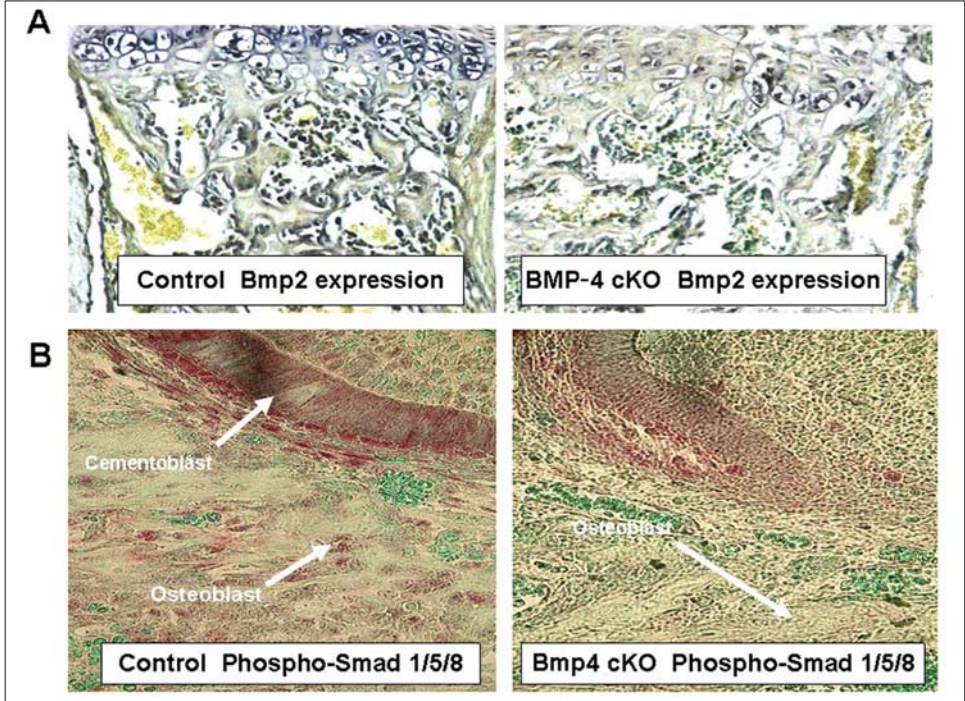 A
Control Bmp2 expression
BMP-4 cKO Bmp2 expression
B
Cementoblast
Osteoblast
Control Phospho-Smad 1/5/8
Osteoblast
Bmp4 cKO Phospho-Smad 1/5/8